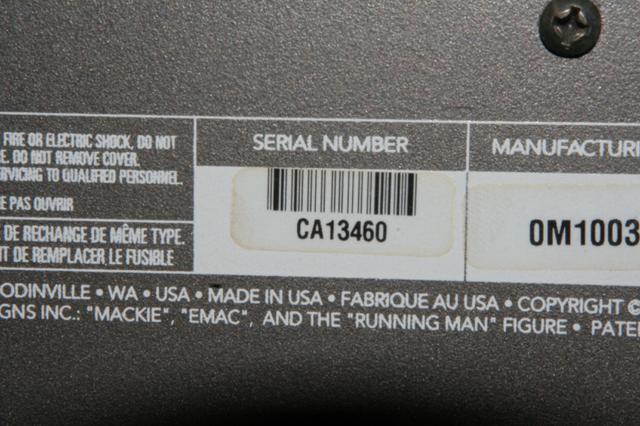 FIRE OR ELECTRIC SHOCK, DO NOT
E. DO NOT REMOVE COVER.
ERVICING TO QUALIFIED PERSONNEL.
E PAS OUVRIR
DE RECHANGE DE MÊME TYPE.
NT DE REMPLACER LE FUSIBLE
SERIAL NUMBER
CA13460
MANUFACTURI
0M1003
ODINVILLE • WA • USA • MADE IN USA • FABRIQUE AU USA • COPYRIGHT ©
GNS INC.: "MACKIE", "EMAC", AND THE "RUNNING MAN" FIGURE • PATE